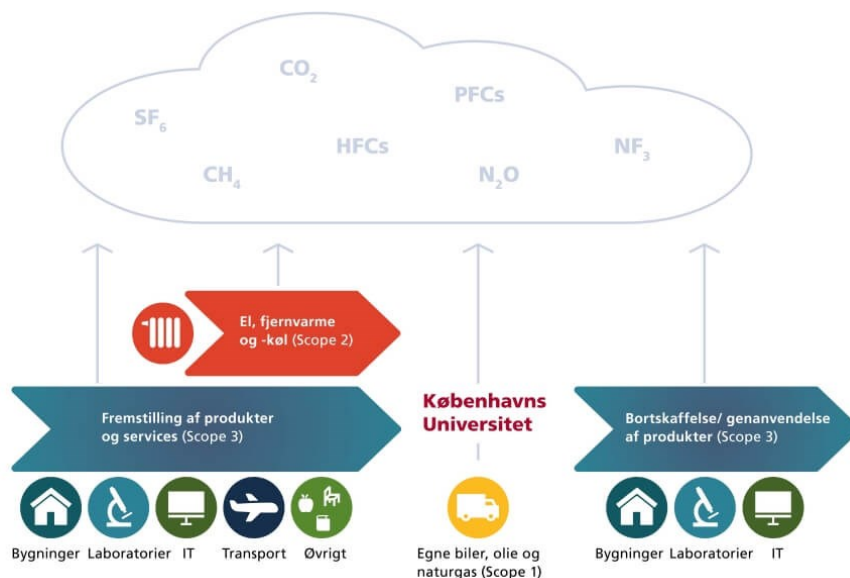 CO₂
PFCs
SF₆
HFCs
NF₃
CH₄
N₂O
El, fjernvarme
og -køl (Scope 2)
Fremstilling af produkter
og services (Scope 3)
Københavns
Universitet
Bortskaffelse/ genanvendelse
af produkter (Scope 3)
Bygninger
Laboratorier
IT
Transport
Øvrigt
Egne biler, olie og
naturgas (Scope 1)
Bygninger
Laboratorier
IT